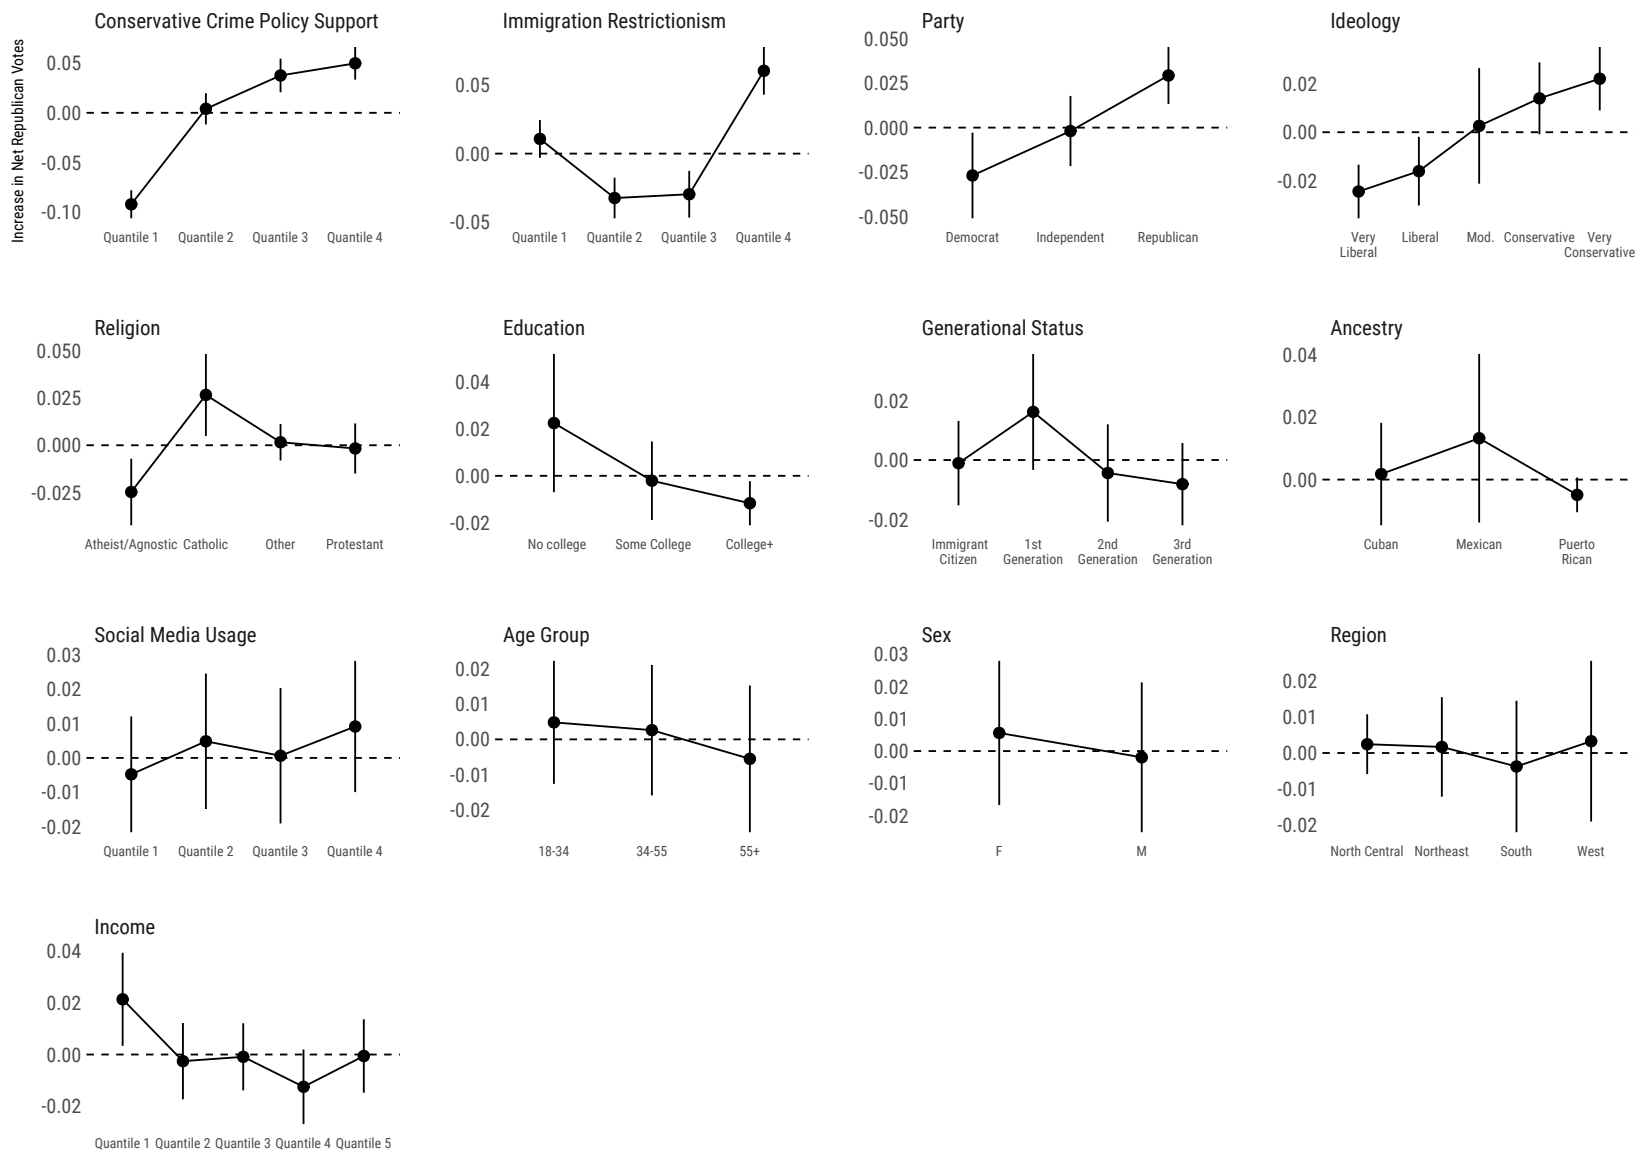 Conservative Crime Policy Support
Increase in Net Republican Votes
0.05
0.00
-0.05
-0.10
Quantile 1 Quantile 2 Quantile 3 Quantile 4
Immigration Restrictionism
0.05
0.00
-0.05
Quantile 1 Quantile 2 Quantile 3 Quantile 4
Party
0.050
0.025
0.000
-0.025
-0.050
Democrat Independent Republican
Ideology
0.02
0.00
-0.02
Very Liberal Mod. Conservative Very
Liberal Conservative
Religion
0.050
0.025
0.000
-0.025
Atheist/Agnostic Catholic Other Protestant
Education
0.04
0.02
0.00
-0.02
No college Some College College+
Generational Status
0.02
0.00
-0.02
Immigrant 1st 2nd 3rd
Citizen Generation Generation Generation
Ancestry
0.04
0.02
0.00
Cuban Mexican Puerto
Rican
Social Media Usage
0.03
0.02
0.01
0.00
-0.01
-0.02
Quantile 1 Quantile 2 Quantile 3 Quantile 4
Age Group
0.02
0.01
0.00
-0.01
-0.02
18-34 34-55 55+
Sex
0.03
0.02
0.01
0.00
-0.01
-0.02
F M
Region
0.02
0.01
0.00
-0.01
-0.02
North Central Northeast South West
Income
0.04
0.02
0.00
-0.02
Quantile 1 Quantile 2 Quantile 3 Quantile 4 Quantile 5